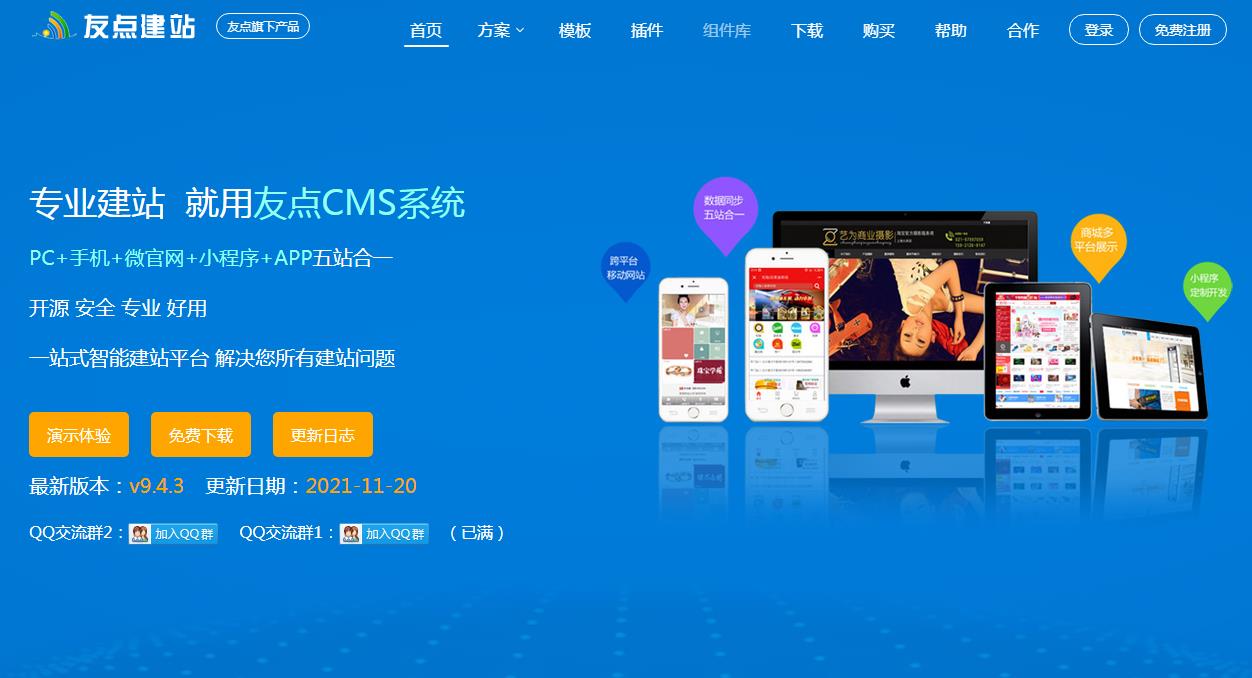 友点建站
友点旗下产品
首页 方案 模板 插件 组件库 下载 购买 帮助 合作 登录 免费注册
专业建站 就用友点CMS系统
PC+手机+微官网+小程序+APP五站合一
开源 安全 专业 好用
一站式智能建站平台 解决您所有建站问题
演示体验 免费下载 更新日志
最新版本：v9.4.3 更新日期：2021-11-20
QQ交流群2： 加入QQ群 QQ交流群1： 加入QQ群 （已满）
数据同步
五站合一
跨平台
移动网站
商城多
平台展示
小程序
定制开发
艺为商业摄影
珠宝学苑